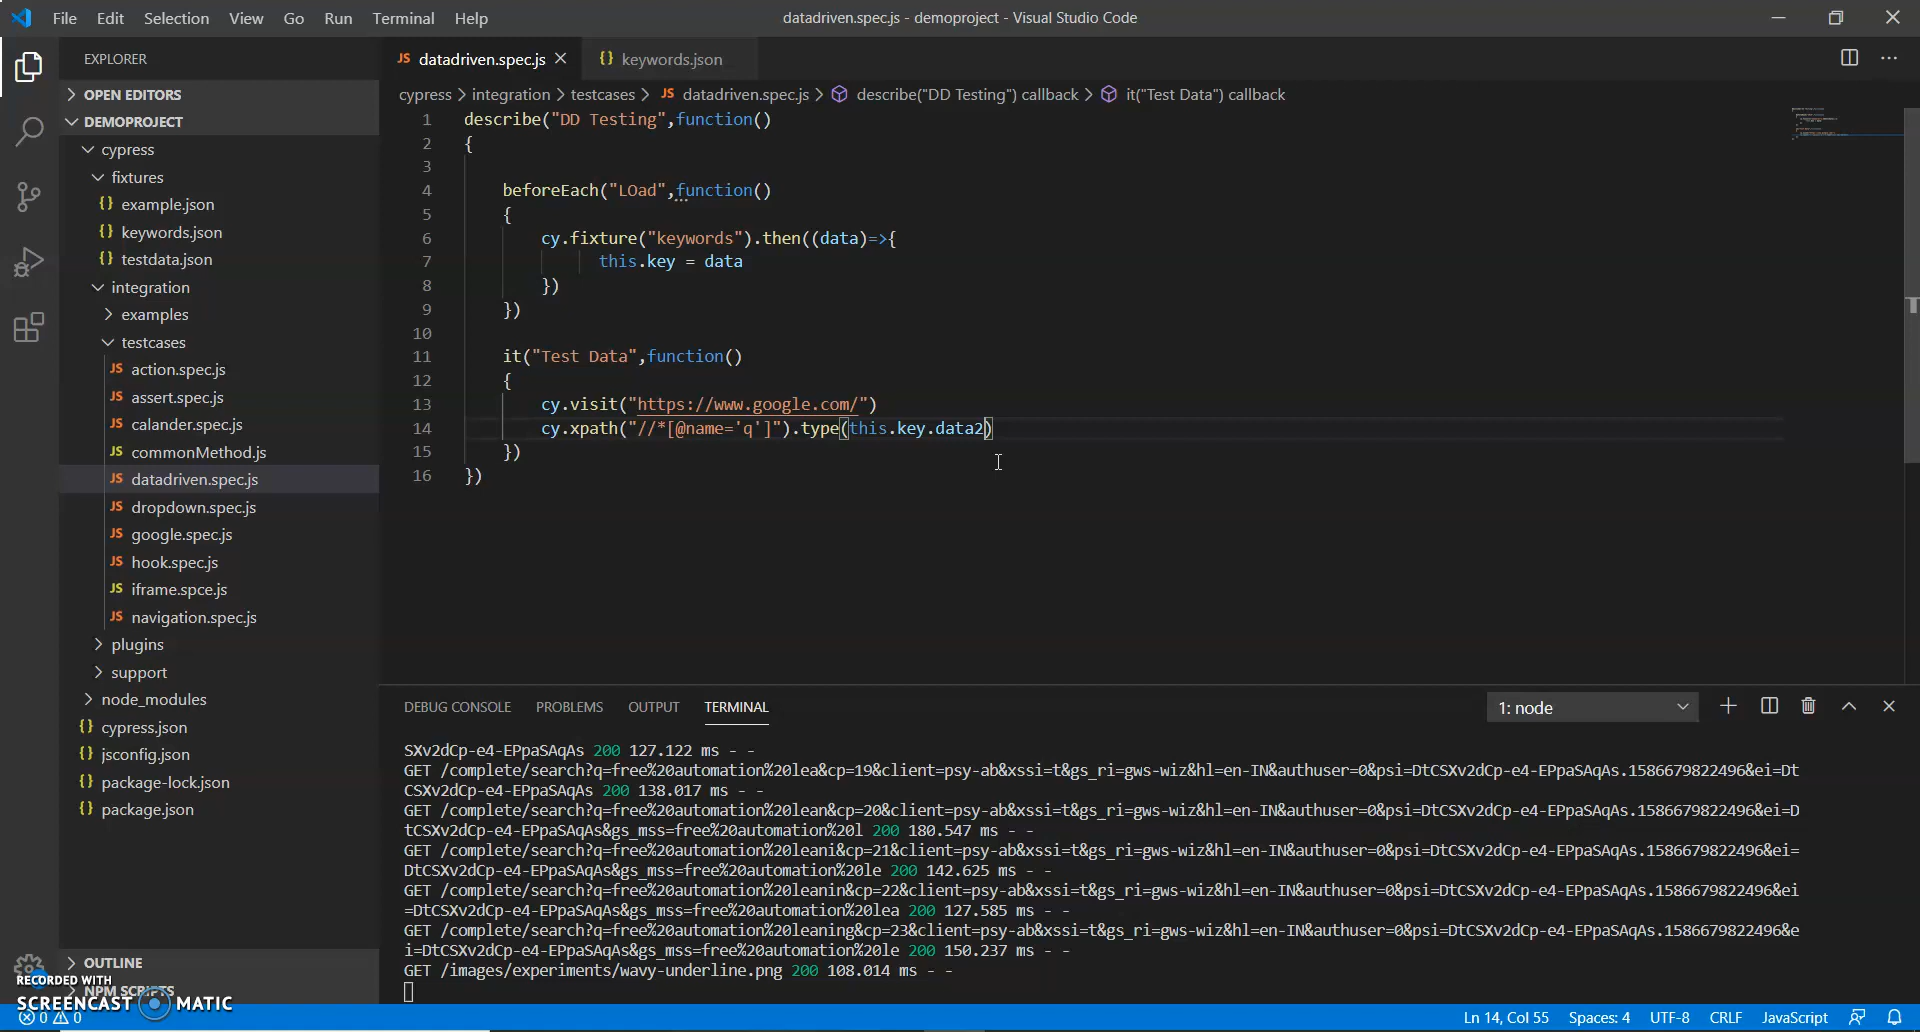 File Edit Selection View Go Run Terminal Help datadriven.spec.js - demoproject - Visual Studio Code
EXPLORER
OPEN EDITORS
DEMOPROJECT
cypress
fixtures
{} example.json
{} keywords.json
{} testdata.json
integration
examples
testcases
JS action.spec.js
JS assert.spec.js
JS calander.spec.js
JS commonMethod.js
JS datadriven.spec.js
JS dropdown.spec.js
JS google.spec.js
JS hook.spec.js
JS iframe.spce.js
JS navigation.spec.js
plugins
support
node_modules
{} cypress.json
{} jsconfig.json
{} package-lock.json
{} package.json
OUTLINE
NPM SCRIPTS
RECORDED WITH
SCREENCAST MATIC
JS datadriven.spec.js {} keywords.json
cypress > integration > testcases > JS datadriven.spec.js > describe("DD Testing") callback > it("Test Data") callback
1 describe("DD Testing",function()
2 {
3
4 beforeEach("LOad",function()
5 {
6 cy.fixture("keywords").then((data)=>{
7 this.key = data
8 })
9 })
10
11 it("Test Data",function()
12 {
13 cy.visit("https://www.google.com/")
14 cy.xpath("//*[@name='q']").type(this.key.data2)
15 })
16 })
DEBUG CONSOLE PROBLEMS OUTPUT TERMINAL 1: node
SXv2dCp-e4-EPpaSAqAs 200 127.122 ms - -
GET /complete/search?q=free%20automation%20lea&cp=19&client=psy-ab&xssi=t&gs_ri=gws-wiz&hl=en-IN&authuser=0&psi=DtCSXv2dCp-e4-EPpaSAqAs.1586679822496&ei=Dt
CSXv2dCp-e4-EPpaSAqAs 200 138.017 ms - -
GET /complete/search?q=free%20automation%20lean&cp=20&client=psy-ab&xssi=t&gs_ri=gws-wiz&hl=en-IN&authuser=0&psi=DtCSXv2dCp-e4-EPpaSAqAs.1586679822496&ei=D
tCSXv2dCp-e4-EPpaSAqAs&gs_mss=free%20automation%20l 200 180.547 ms - -
GET /complete/search?q=free%20automation%20leani&cp=21&client=psy-ab&xssi=t&gs_ri=gws-wiz&hl=en-IN&authuser=0&psi=DtCSXv2dCp-e4-EPpaSAqAs.1586679822496&ei=
DtCSXv2dCp-e4-EPpaSAqAs&gs_mss=free%20automation%20le 200 142.625 ms - -
GET /complete/search?q=free%20automation%20leanin&cp=22&client=psy-ab&xssi=t&gs_ri=gws-wiz&hl=en-IN&authuser=0&psi=DtCSXv2dCp-e4-EPpaSAqAs.1586679822496&ei
=DtCSXv2dCp-e4-EPpaSAqAs&gs_mss=free%20automation%20lea 200 127.585 ms - -
GET /complete/search?q=free%20automation%20leaning&cp=23&client=psy-ab&xssi=t&gs_ri=gws-wiz&hl=en-IN&authuser=0&psi=DtCSXv2dCp-e4-EPpaSAqAs.1586679822496&e
i=DtCSXv2dCp-e4-EPpaSAqAs&gs_mss=free%20automation%20le 200 150.237 ms - -
GET /images/experiments/wavy-underline.png 200 108.014 ms - -
0 0 Ln 14, Col 55 Spaces: 4 UTF-8 CRLF JavaScript